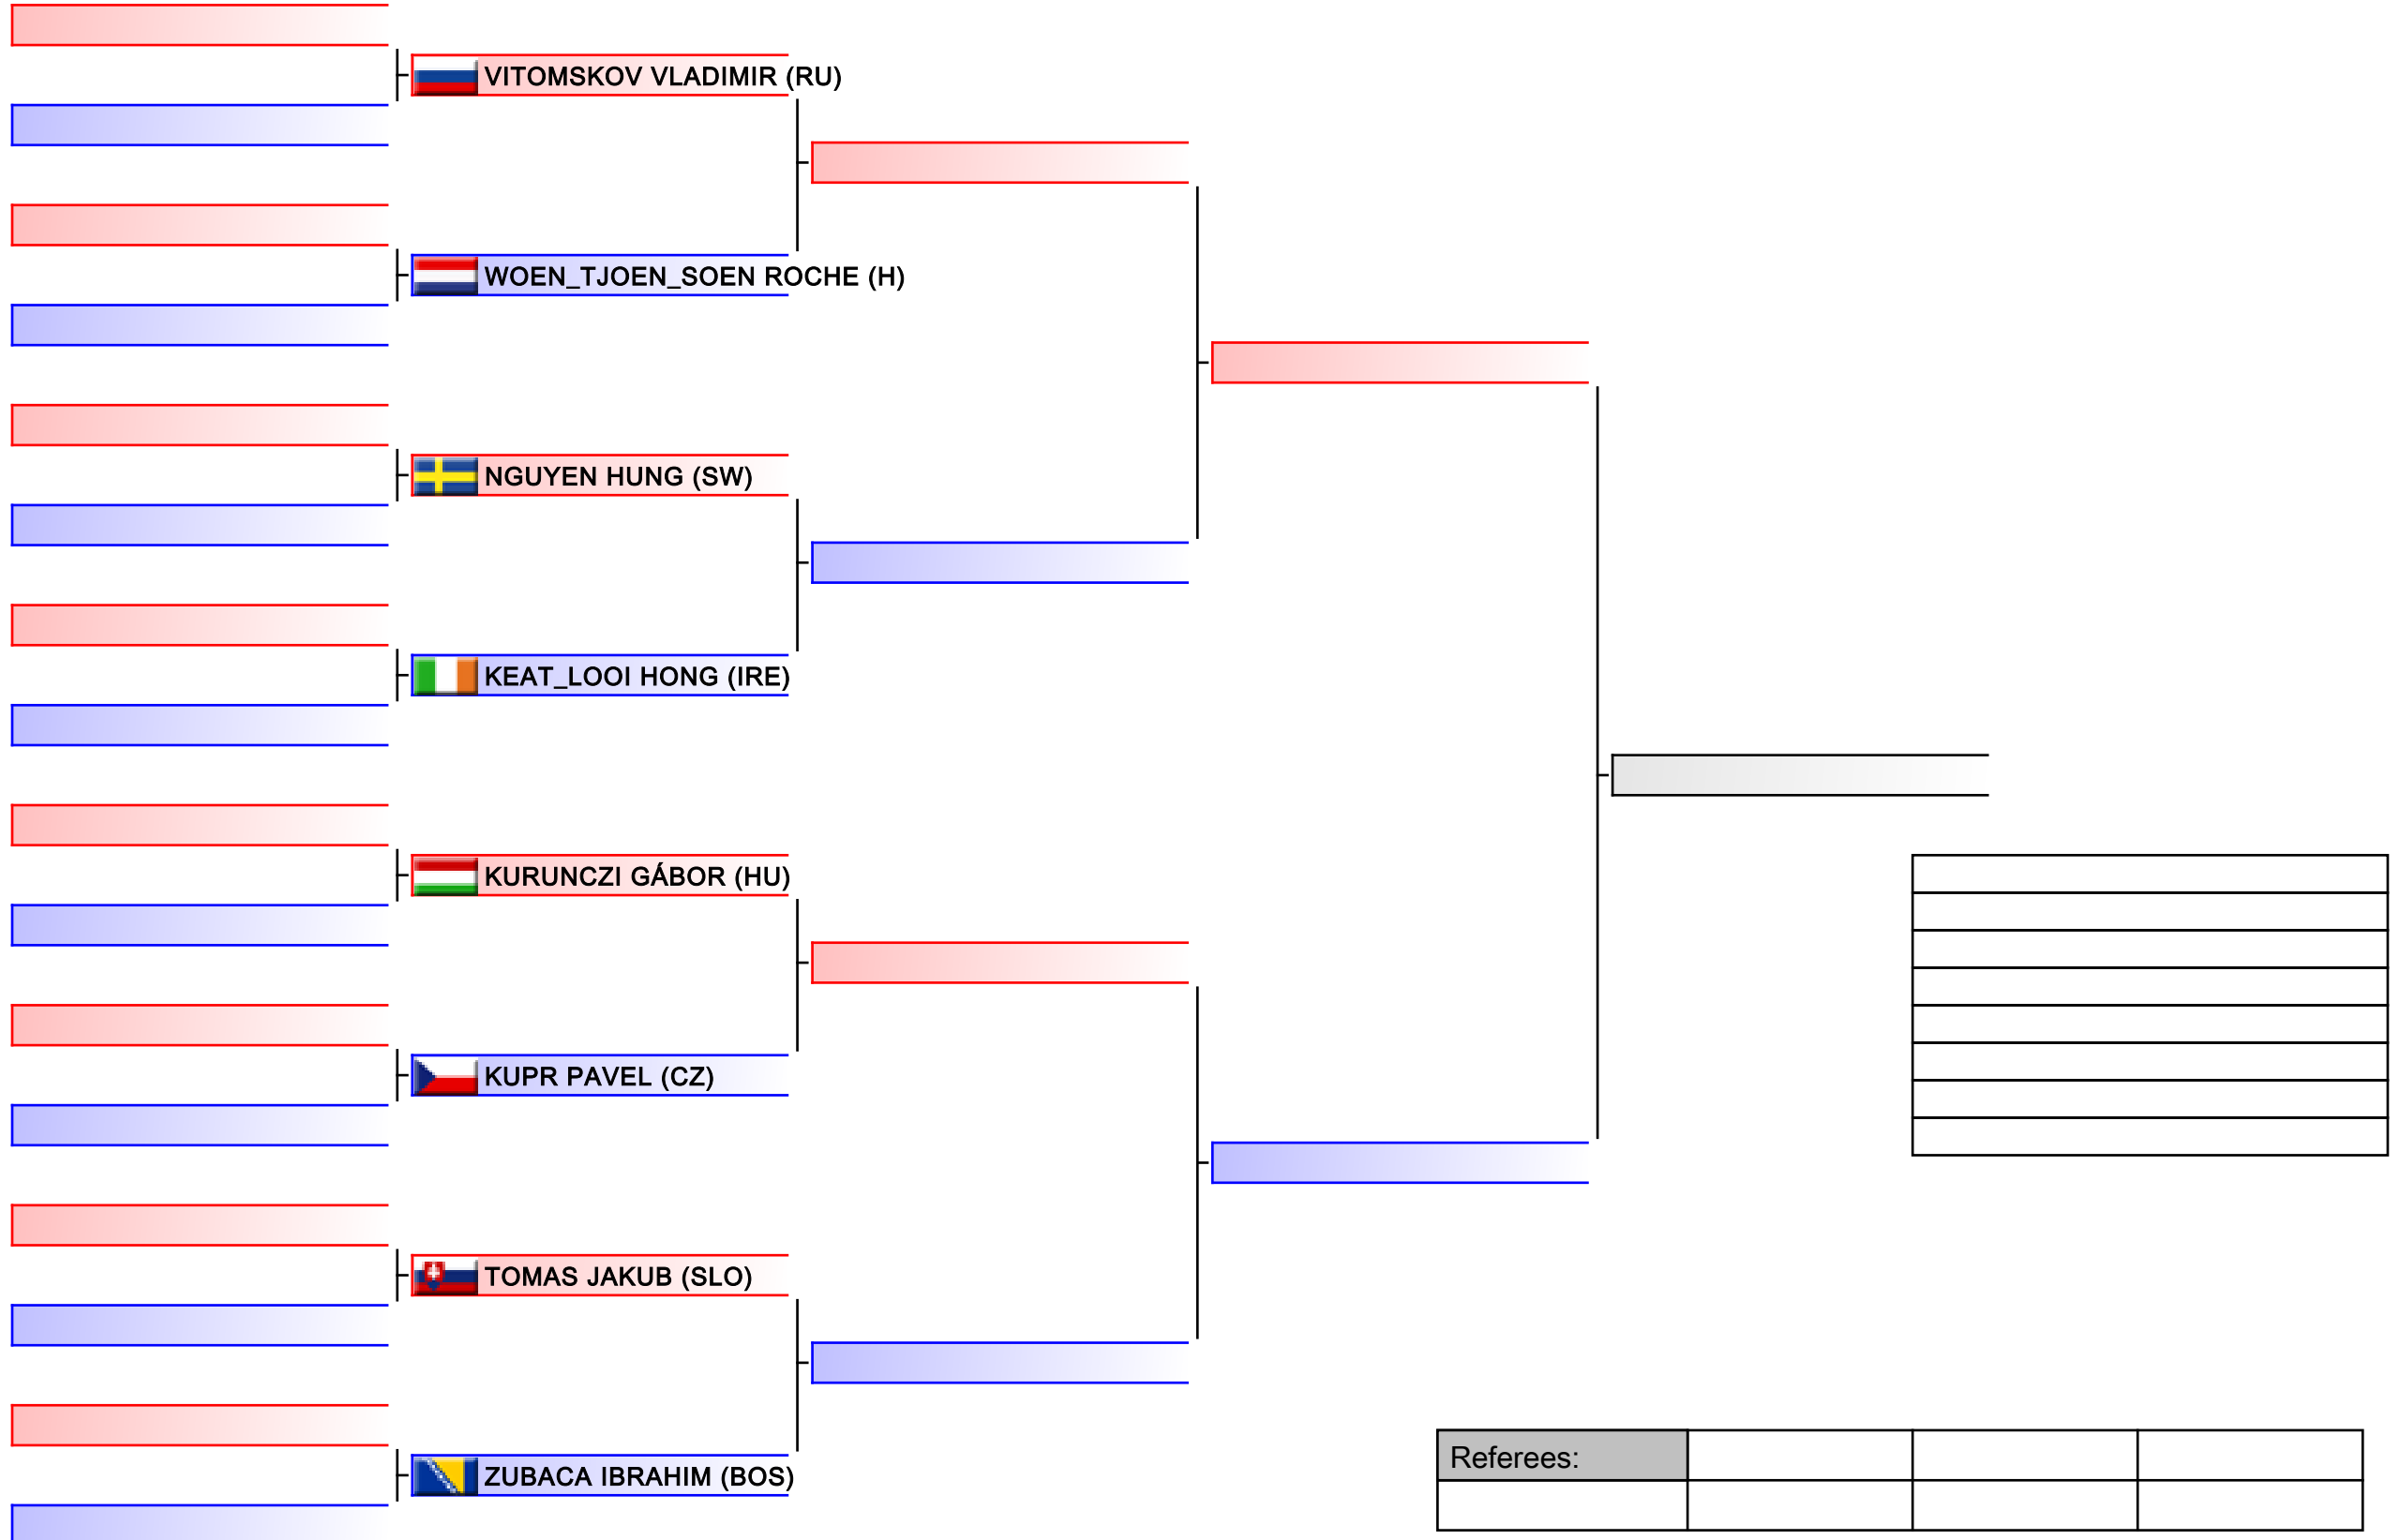 VITOMSKOV VLADIMIR (RU)
WOEN_TJOEN_SOEN ROCHE (H)
NGUYEN HUNG (SW)
KEAT_LOOI HONG (IRE)
KURUNCZI GÁBOR (HU)
KUPR PAVEL (CZ)
TOMAS JAKUB (SLO)
ZUBACA IBRAHIM (BOS)
Referees: